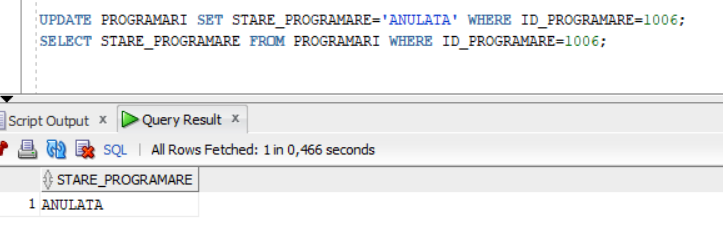 UPDATE PROGRAMARI SET STARE_PROGRAMARE='ANULATA' WHERE ID_PROGRAMARE=1006;
SELECT STARE_PROGRAMARE FROM PROGRAMARI WHERE ID_PROGRAMARE=1006;
Script Output x Query Result x
SQL | All Rows Fetched: 1 in 0,466 seconds
STARE_PROGRAMARE
1 ANULATA